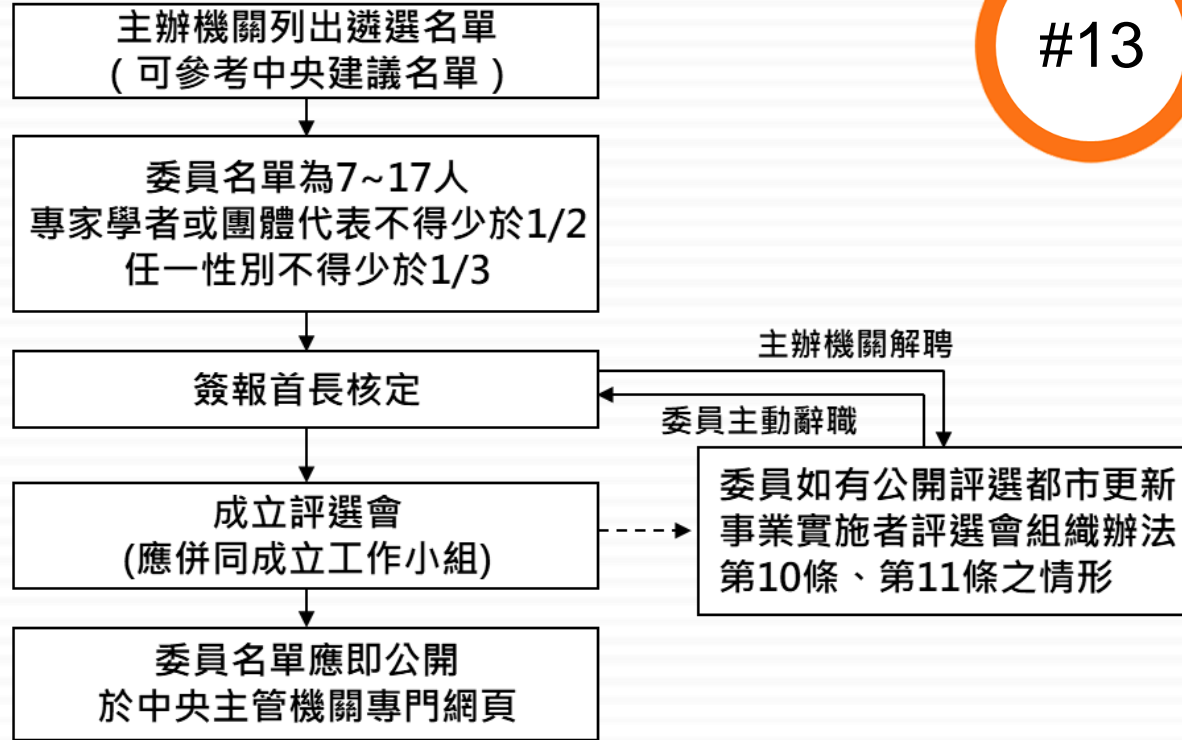 主辦機關列出遴選名單
(可參考中央建議名單)
#13
委員名單為7~17人
專家學者或團體代表不得少於1/2
任一性別不得少於1/3
簽報首長核定
主辦機關解聘
委員主動辭職
成立評選會
(應併同成立工作小組)
委員如有公開評選都市更新
事業實施者評選會組織辦法
第10條、第11條之情形
委員名單應即公開
於中央主管機關專門網頁